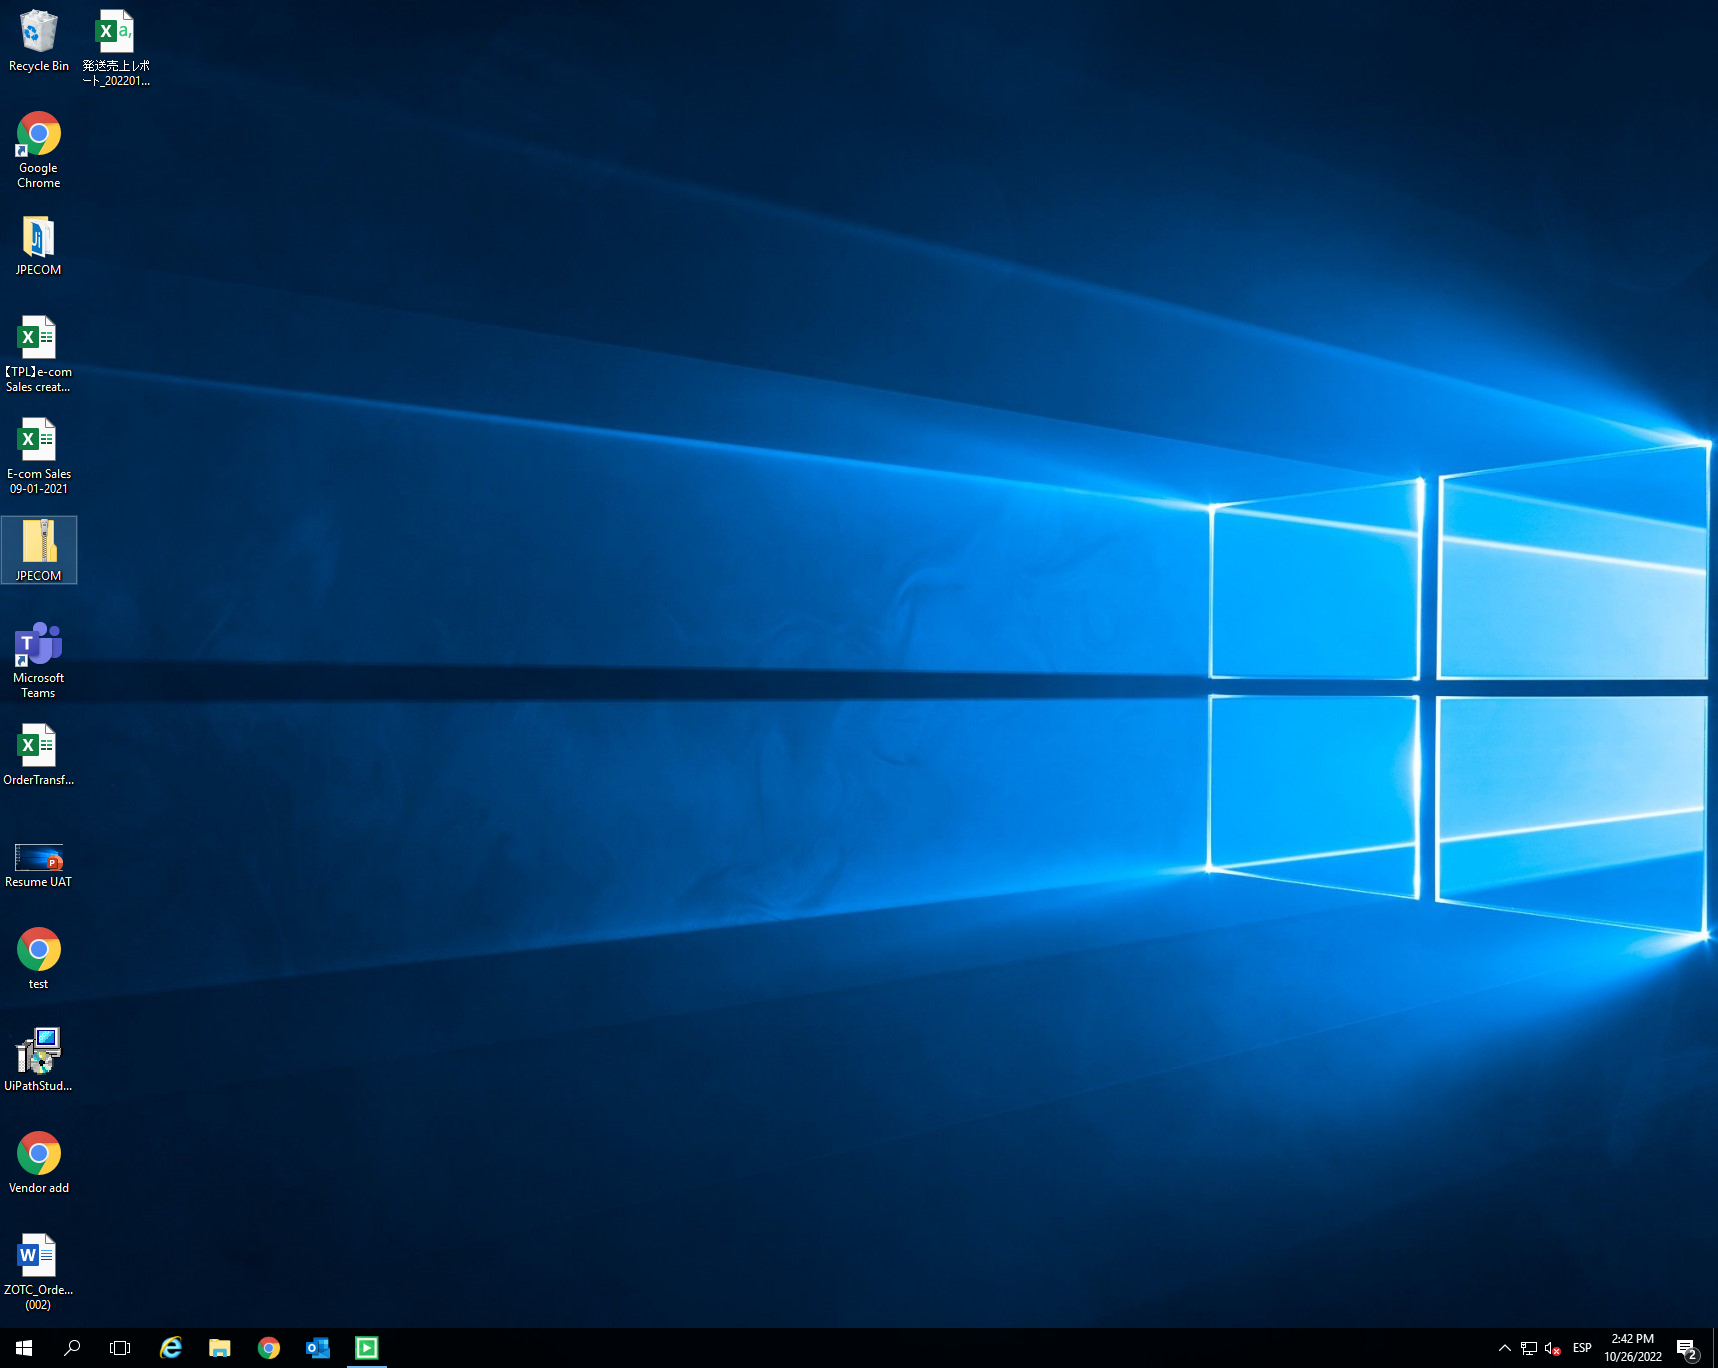 Recycle Bin
発送売上レポ
ート_202201...
Google
Chrome
JPECOM
【TPL】e-com
Sales creat...
E-com Sales
09-01-2021
JPECOM
Microsoft
Teams
OrderTransf...
Resume UAT
test
UiPathStud...
Vendor add
ZOTC_Orde...
(002)
ESP
2:42 PM
10/26/2022
2